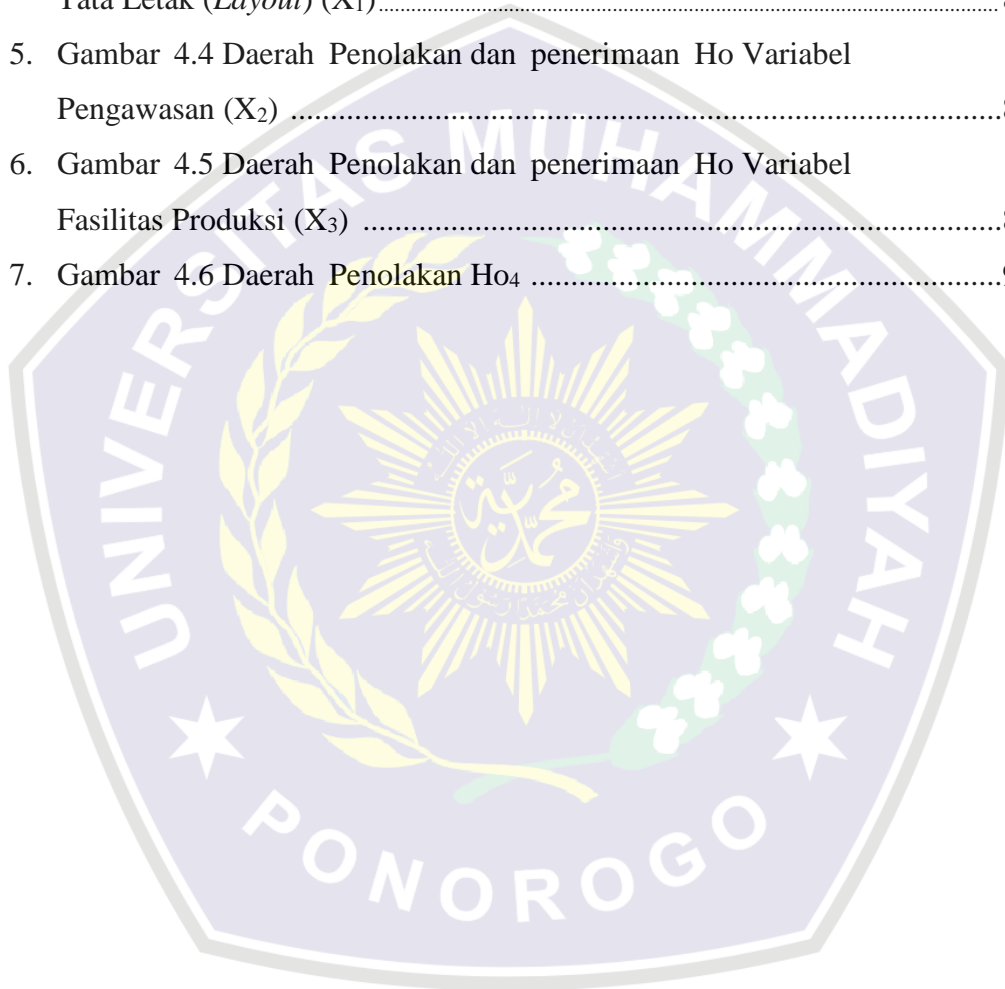 Tata Letak (Layout) (X1)
5. Gambar 4.4 Daerah Penolakan dan penerimaan Ho Variabel
Pengawasan (X2)
6. Gambar 4.5 Daerah Penolakan dan penerimaan Ho Variabel
Fasilitas Produksi (X3)
7. Gambar 4.6 Daerah Penolakan Ho4
UNIVERSITAS MUHAMMADIYAH
PONOROGO
محمدية